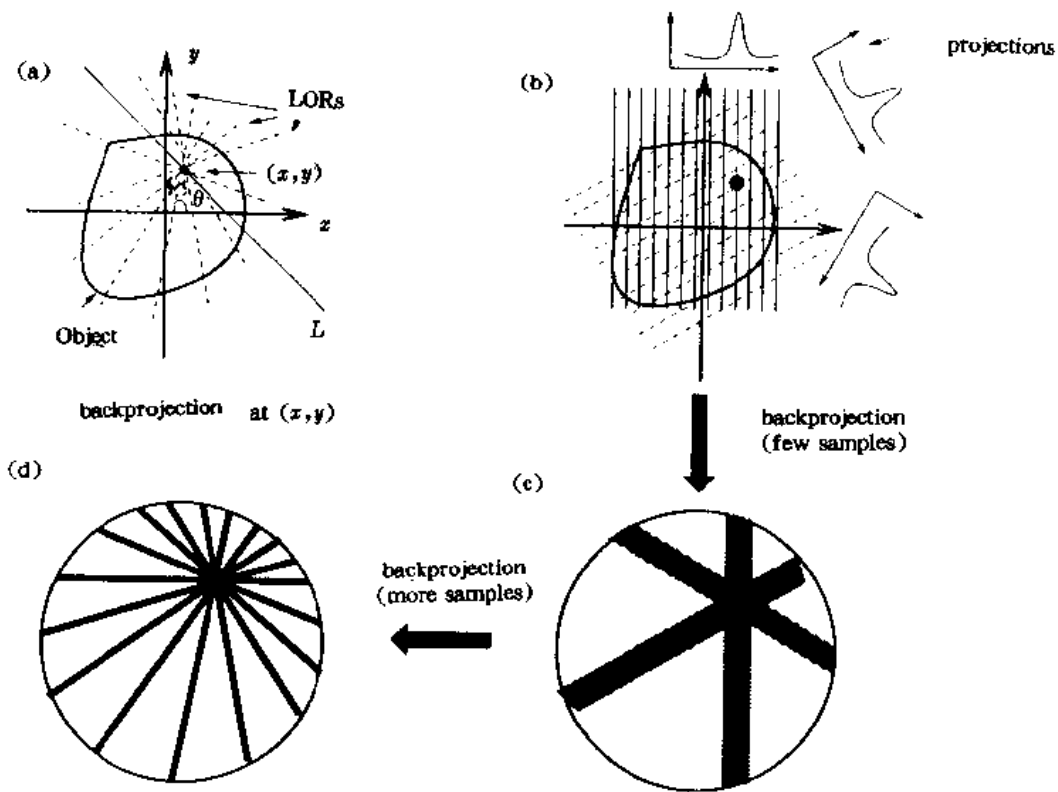 (a)
y
LORs
(x,y)
θ
x
Object
L
backprojection at (x,y)
(b)
projections
backprojection
(few samples)
(c)
(d)
backprojection
(more samples)